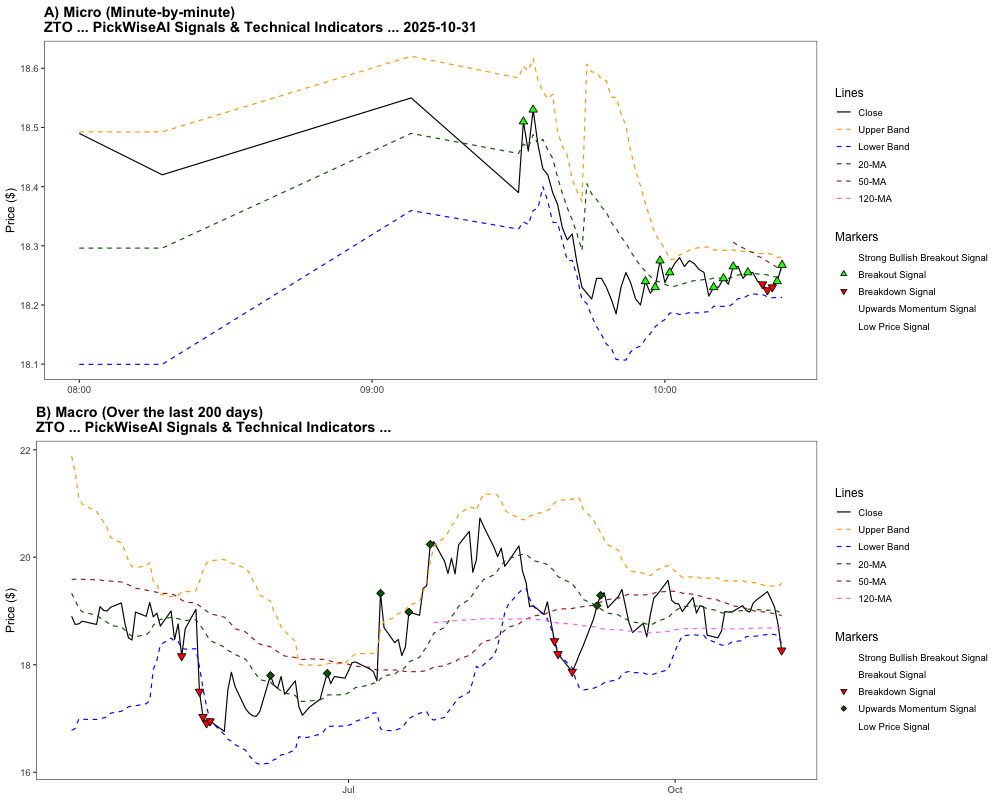 A) Micro (Minute-by-minute)
ZTO ... PickWiseAI Signals & Technical Indicators ... 2025-10-31
Price ($)
18.6
18.5
18.4
18.3
18.2
18.1
08:00
09:00
10:00
Lines
Close
Upper Band
Lower Band
20-MA
50-MA
120-MA
Markers
Strong Bullish Breakout Signal
Breakout Signal
Breakdown Signal
Upwards Momentum Signal
Low Price Signal
B) Macro (Over the last 200 days)
ZTO ... PickWiseAI Signals & Technical Indicators ...
Price ($)
22
20
18
16
Jul
Oct
Lines
Close
Upper Band
Lower Band
20-MA
50-MA
120-MA
Markers
Strong Bullish Breakout Signal
Breakout Signal
Breakdown Signal
Upwards Momentum Signal
Low Price Signal